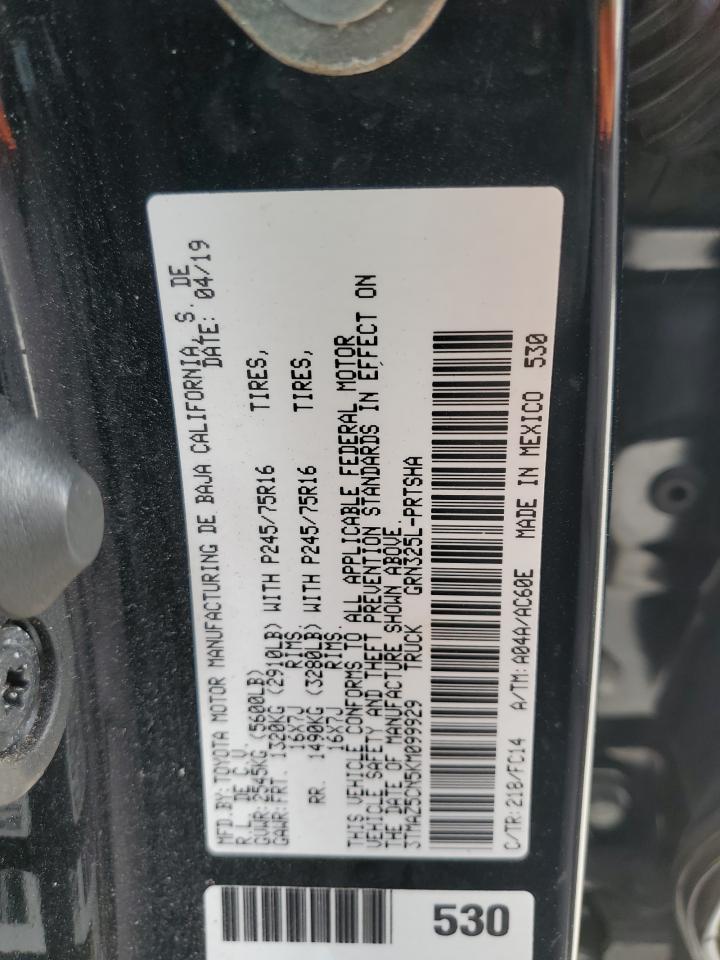 MFD.BY: TOYOTA MOTOR MANUFACTURING DE BAJA CALIFORNIA, S. DE
R.L. DE C.V. DATE: 04/19
GVWR: 2545KG (5600LB)
GAWR:FRT. 1320KG (2910LB) WITH P245/75R16 TIRES,
16X7J RIMS,
RR. 1490KG (3280LB) WITH P245/75R16 TIRES,
16X7J RIMS.
THIS VEHICLE CONFORMS TO ALL APPLICABLE FEDERAL MOTOR
VEHICLE SAFETY AND THEFT PREVENTION STANDARDS IN EFFECT ON
THE DATE OF MANUFACTURE SHOWN ABOVE.
3TMAZ5CN5KM099929 TRUCK GRN325L-PRTSHA
C/TR:218/FC14 A/TM:A04A/AC60E MADE IN MEXICO 530
530